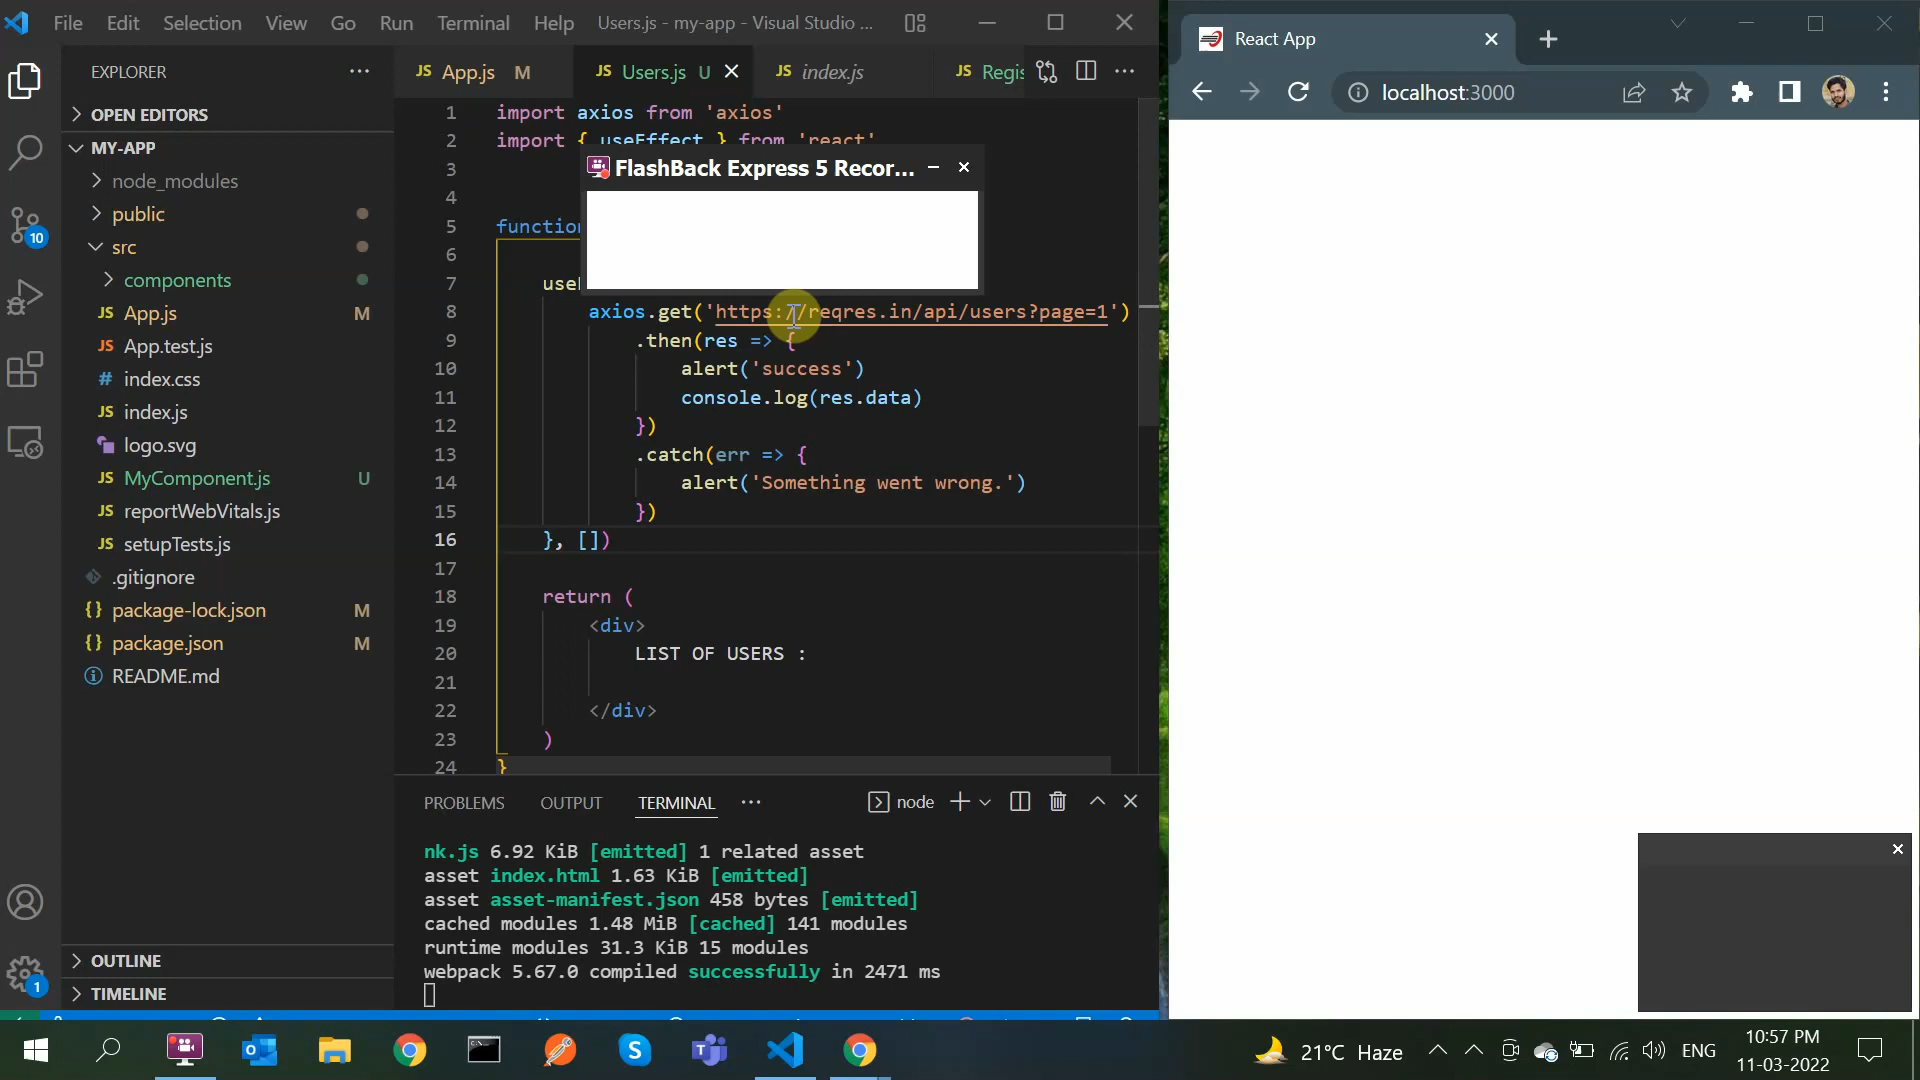 File Edit Selection View Go Run Terminal Help Users.js - my-app - Visual Studio ...
EXPLORER
OPEN EDITORS
MY-APP
node_modules
public
src
components
JS App.js M
JS App.test.js
# index.css
JS index.js
logo.svg
JS MyComponent.js U
JS reportWebVitals.js
JS setupTests.js
.gitignore
{} package-lock.json M
{} package.json M
README.md
OUTLINE
TIMELINE
10
1
JS App.js M JS Users.js U JS index.js JS Regis
1 import axios from 'axios'
2 import { useEffect } from 'react'
3
4
5 function
6
7 use
8 axios.get('https://reqres.in/api/users?page=1')
9 .then(res => {
10 alert('success')
11 console.log(res.data)
12 })
13 .catch(err => {
14 alert('Something went wrong.')
15 })
16 }, [])
17
18 return (
19 <div>
20 LIST OF USERS :
21
22 </div>
23 )
24 }
FlashBack Express 5 Recor...
PROBLEMS OUTPUT TERMINAL node
nk.js 6.92 KiB [emitted] 1 related asset
asset index.html 1.63 KiB [emitted]
asset asset-manifest.json 458 bytes [emitted]
cached modules 1.48 MiB [cached] 141 modules
runtime modules 31.3 KiB 15 modules
webpack 5.67.0 compiled successfully in 2471 ms
React App
localhost:3000
21°C Haze
ENG
10:57 PM
11-03-2022